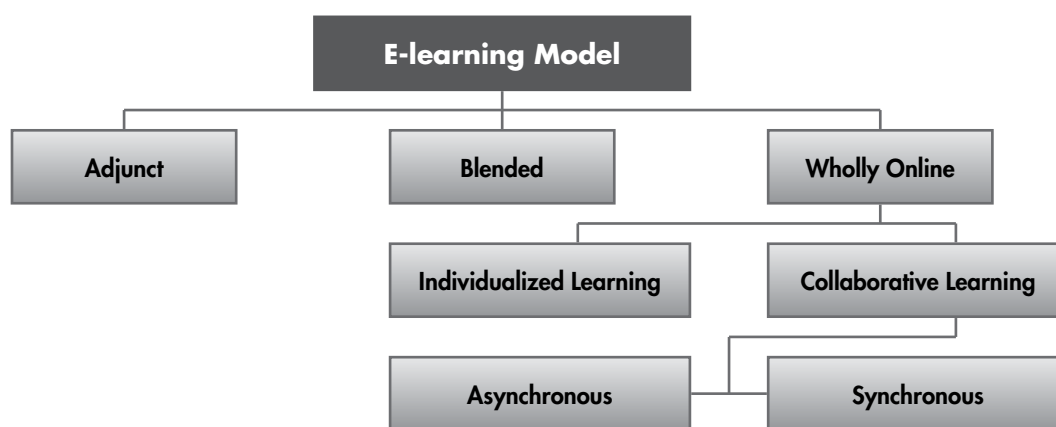 E-learning Model
Adjunct
Blended
Wholly Online
Individualized Learning
Collaborative Learning
Asynchronous
Synchronous